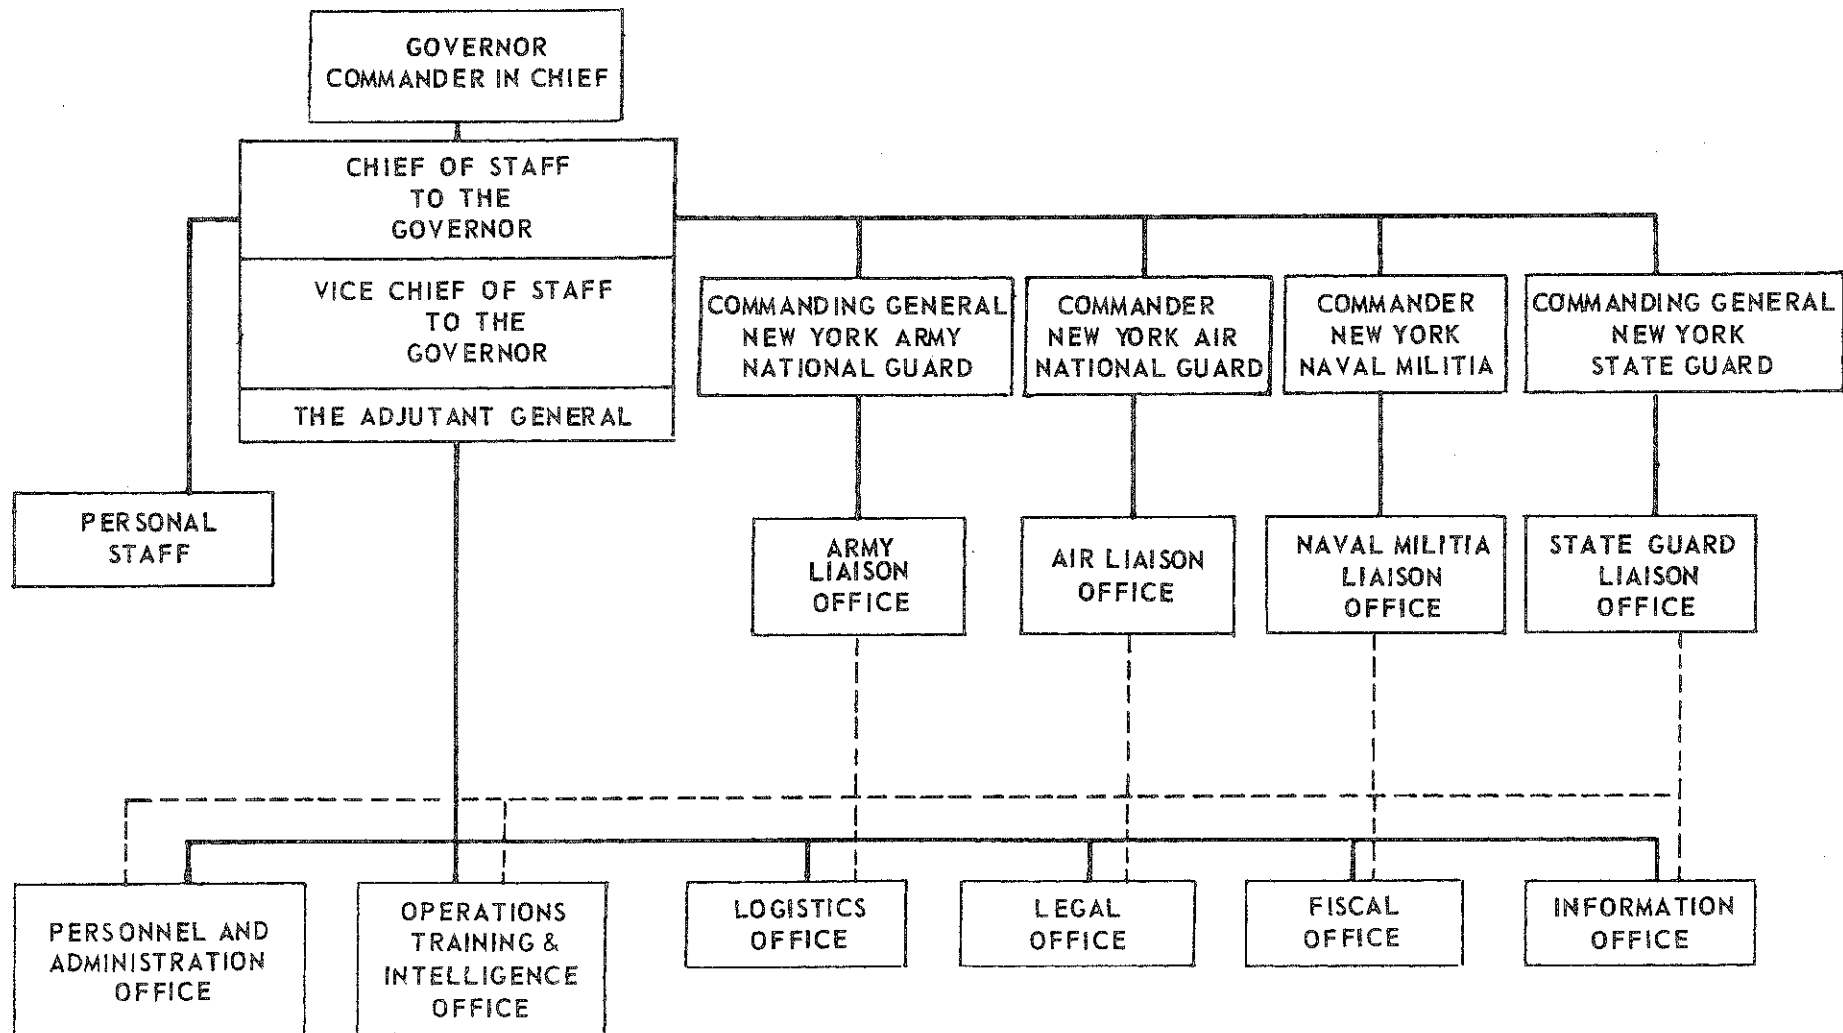 GOVERNOR
COMMANDER IN CHIEF
CHIEF OF STAFF
TO THE
GOVERNOR
VICE CHIEF OF STAFF
TO THE
GOVERNOR
THE ADJUTANT GENERAL
COMMANDING GENERAL
NEW YORK ARMY
NATIONAL GUARD
COMMANDER
NEW YORK AIR
NATIONAL GUARD
COMMANDER
NEW YORK
NAVAL MILITIA
COMMANDING GENERAL
NEW YORK
STATE GUARD
PERSONAL
STAFF
ARMY
LIAISON
OFFICE
AIR LIAISON
OFFICE
NAVAL MILITIA
LIAISON
OFFICE
STATE GUARD
LIAISON
OFFICE
PERSONNEL AND
ADMINISTRATION
OFFICE
OPERATIONS
TRAINING &
INTELLIGENCE
OFFICE
LOGISTICS
OFFICE
LEGAL
OFFICE
FISCAL
OFFICE
INFORMATION
OFFICE